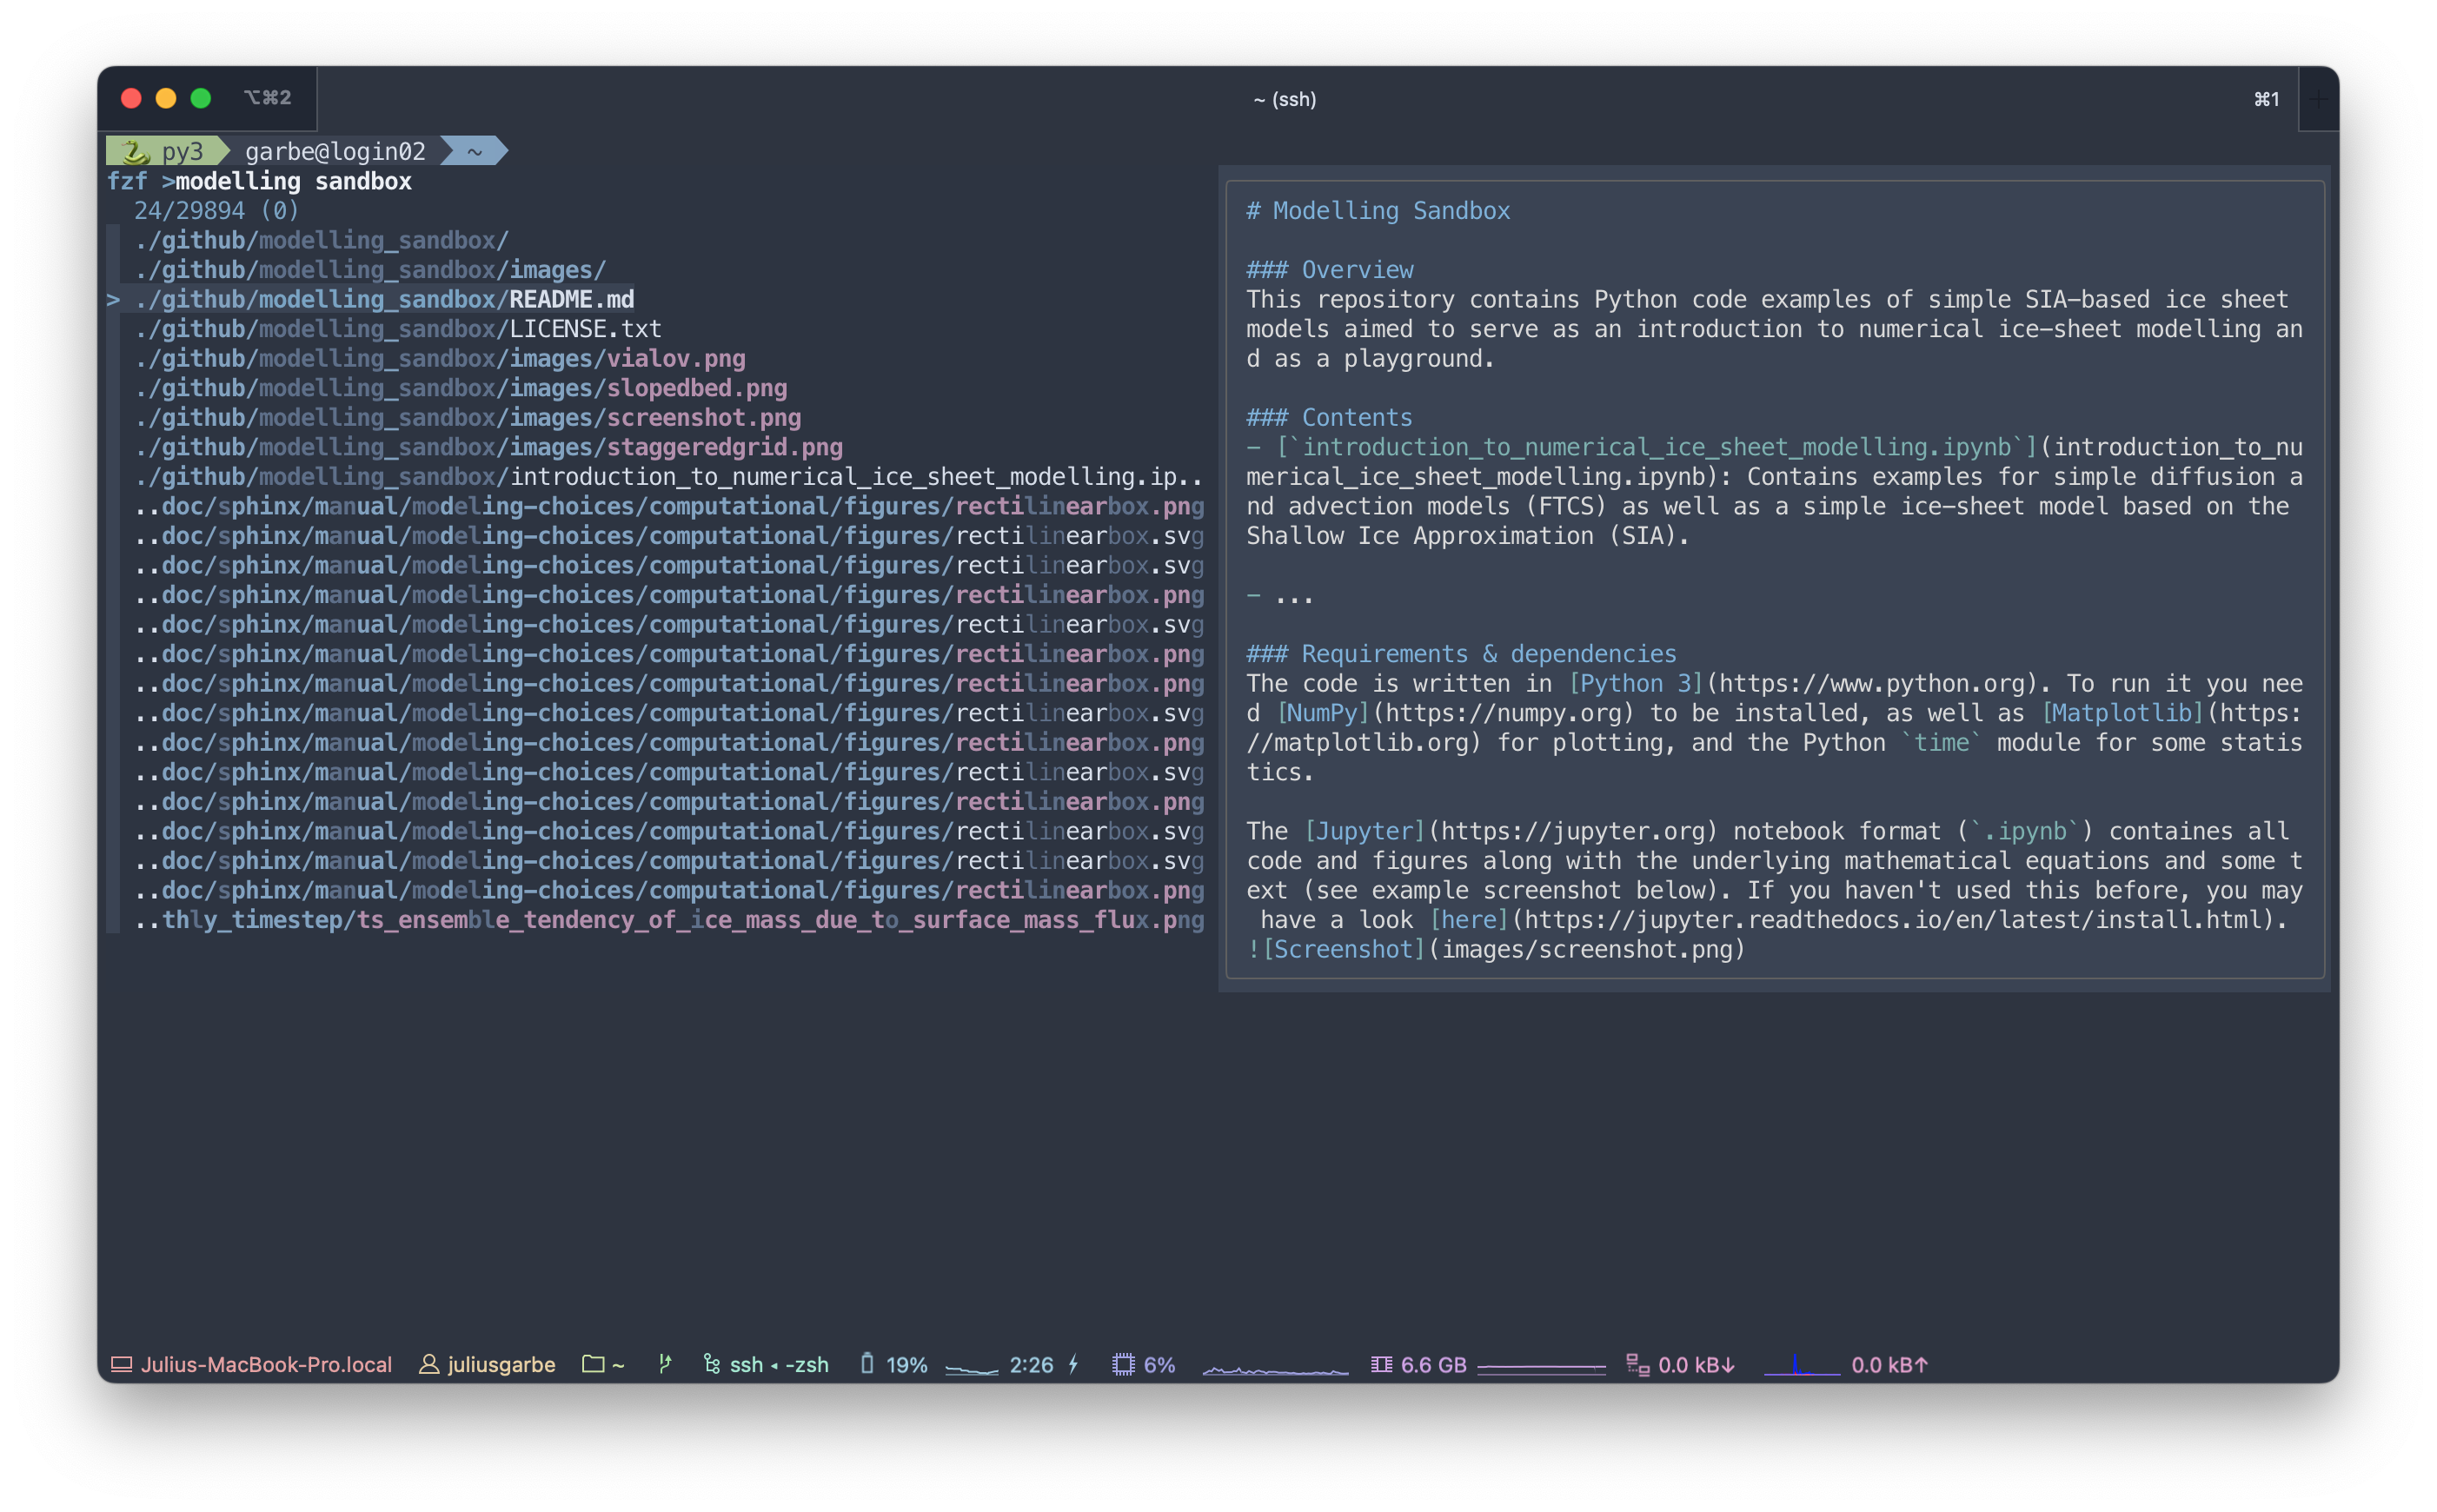 ⌥⌘2
~ (ssh)
⌘1
🐍 py3 garbe@login02 ~
fzf >modelling sandbox
24/29894 (0)
./github/modelling_sandbox/
./github/modelling_sandbox/images/
> ./github/modelling_sandbox/README.md
./github/modelling_sandbox/LICENSE.txt
./github/modelling_sandbox/images/vialov.png
./github/modelling_sandbox/images/slopedbed.png
./github/modelling_sandbox/images/screenshot.png
./github/modelling_sandbox/images/staggeredgrid.png
./github/modelling_sandbox/introduction_to_numerical_ice_sheet_modelling.ip..
..doc/sphinx/manual/modeling-choices/computational/figures/rectilinearbox.png
..doc/sphinx/manual/modeling-choices/computational/figures/rectilinearbox.svg
..doc/sphinx/manual/modeling-choices/computational/figures/rectilinearbox.svg
..doc/sphinx/manual/modeling-choices/computational/figures/rectilinearbox.png
..doc/sphinx/manual/modeling-choices/computational/figures/rectilinearbox.svg
..doc/sphinx/manual/modeling-choices/computational/figures/rectilinearbox.png
..doc/sphinx/manual/modeling-choices/computational/figures/rectilinearbox.png
..doc/sphinx/manual/modeling-choices/computational/figures/rectilinearbox.svg
..doc/sphinx/manual/modeling-choices/computational/figures/rectilinearbox.png
..doc/sphinx/manual/modeling-choices/computational/figures/rectilinearbox.svg
..doc/sphinx/manual/modeling-choices/computational/figures/rectilinearbox.png
..doc/sphinx/manual/modeling-choices/computational/figures/rectilinearbox.svg
..doc/sphinx/manual/modeling-choices/computational/figures/rectilinearbox.svg
..doc/sphinx/manual/modeling-choices/computational/figures/rectilinearbox.png
..thly_timestep/ts_ensemble_tendency_of_ice_mass_due_to_surface_mass_flux.png
# Modelling Sandbox
### Overview
This repository contains Python code examples of simple SIA-based ice sheet
models aimed to serve as an introduction to numerical ice-sheet modelling an
d as a playground.
### Contents
- [`introduction_to_numerical_ice_sheet_modelling.ipynb`](introduction_to_nu
merical_ice_sheet_modelling.ipynb): Contains examples for simple diffusion a
nd advection models (FTCS) as well as a simple ice-sheet model based on the
Shallow Ice Approximation (SIA).
- ...
### Requirements & dependencies
The code is written in [Python 3](https://www.python.org). To run it you nee
d [NumPy](https://numpy.org) to be installed, as well as [Matplotlib](https:
//matplotlib.org) for plotting, and the Python `time` module for some statis
tics.
The [Jupyter](https://jupyter.org) notebook format (`.ipynb`) containes all
code and figures along with the underlying mathematical equations and some t
ext (see example screenshot below). If you haven't used this before, you may
have a look [here](https://jupyter.readthedocs.io/en/latest/install.html).
![Screenshot](images/screenshot.png)
Julius-MacBook-Pro.local juliusgarbe ~ ssh ◂ -zsh 19% 2:26 6% 6.6 GB 0.0 kB↓ 0.0 kB↑